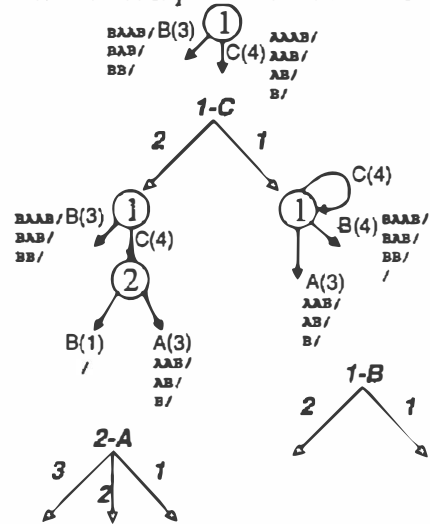 BAAB/ B(3) 1 AAAB/
BAB/ C(4) AAB/
BB/ AB/
B/
1-C
2 1
C(4)
BAAB/ B(3) 1 1 B(4) BAAB/
BAB/ C(4) BAB/
BB/ BB/
2 /
A(3)
AAB/
AB/
B/
B(1) A(3)
/ AAB/
AB/
B/
1-B
2 1
2-A
3 2 1